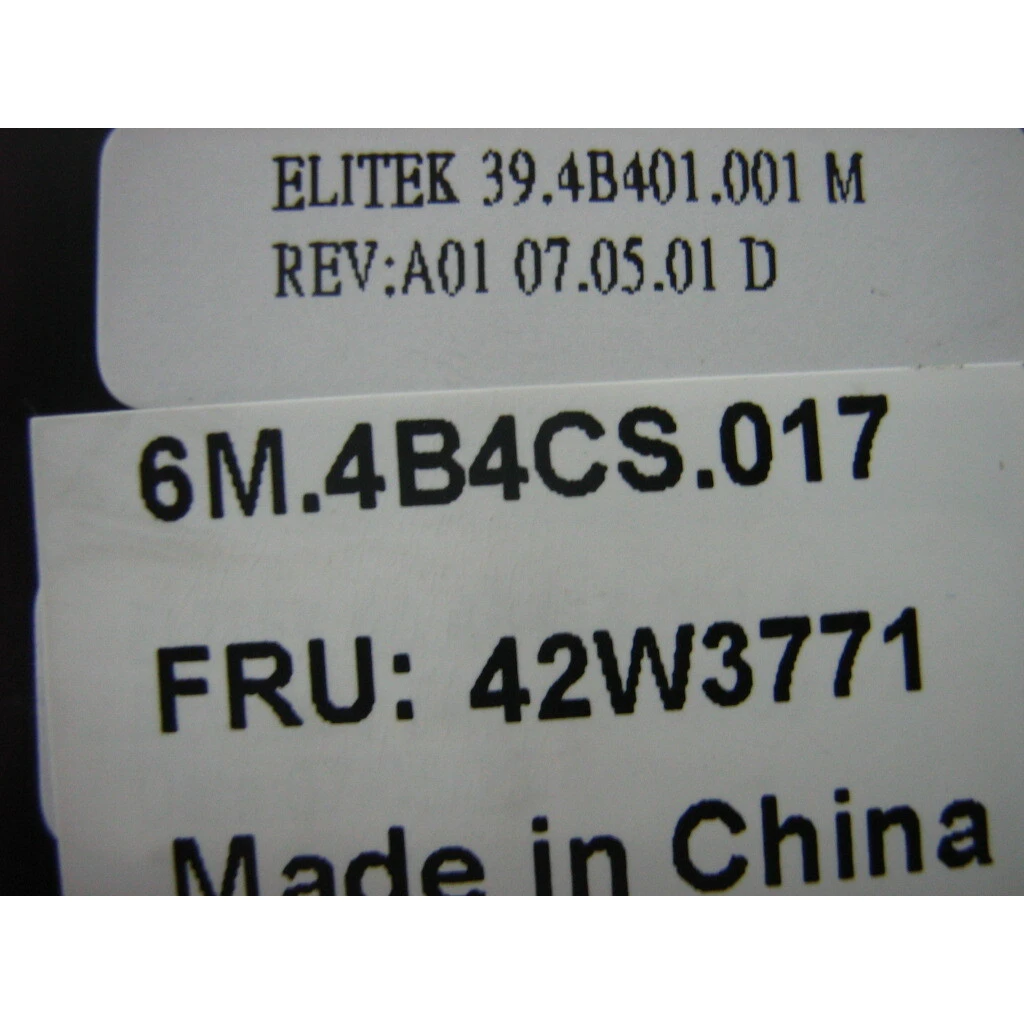 ELITEK 39.4B401.001 M
REV:A01 07.05.01 D
6M.4B4CS.017
FRU: 42W3771
Made in China